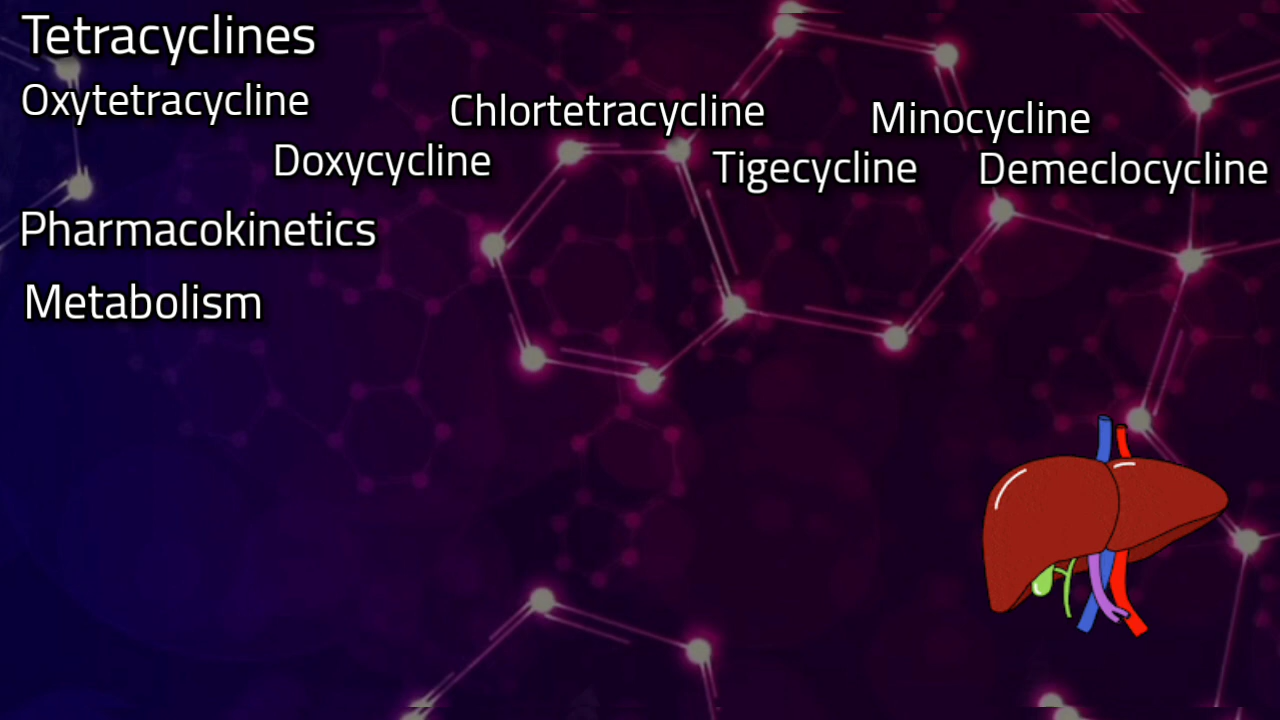 Tetracyclines
Oxytetracycline
Chlortetracycline
Minocycline
Doxycycline
Tigecycline
Demeclocycline
Pharmacokinetics
Metabolism